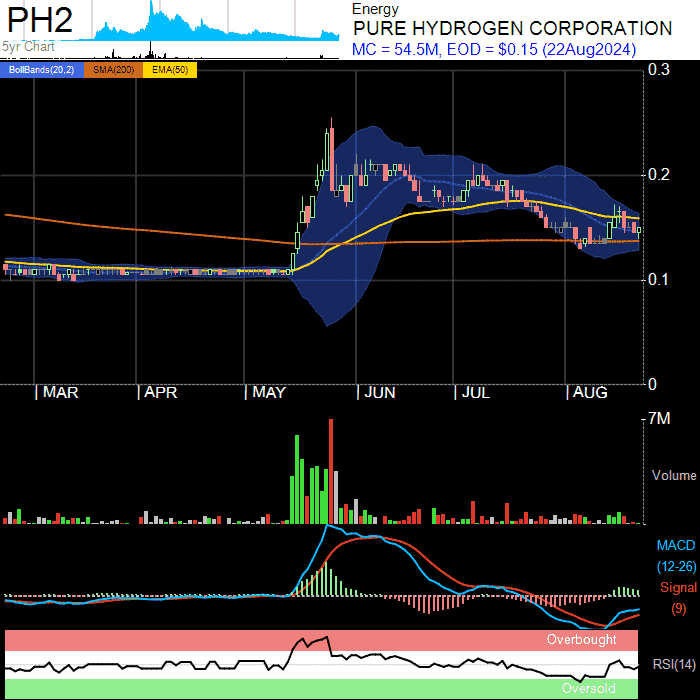 PH2
5yr Chart
Energy
PURE HYDROGEN CORPORATION
MC = 54.5M, EOD = $0.15 (22Aug2024)
BollBands(20,2) SMA(200) EMA(50)
0.3
0.2
0.1
0
| MAR | APR | MAY | JUN | JUL | AUG
7M
Volume
MACD
(12-26)
Signal
(9)
Overbought
RSI(14)
Oversold